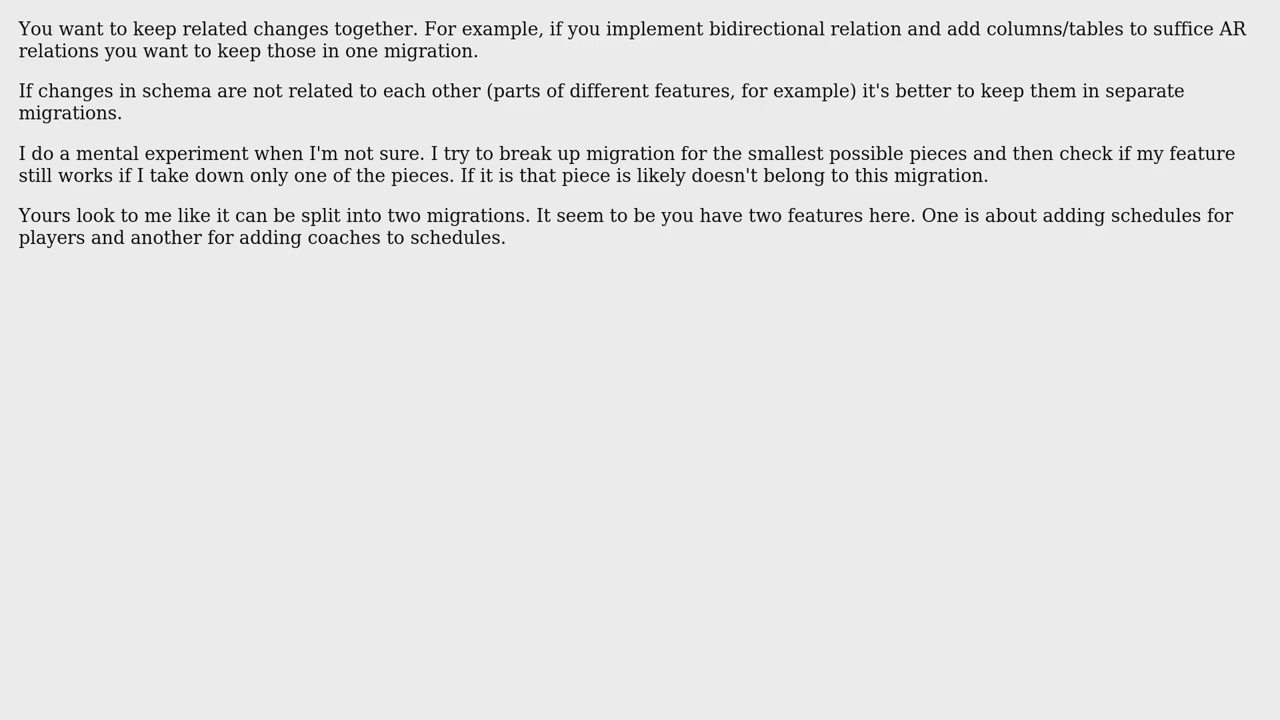 You want to keep related changes together. For example, if you implement bidirectional relation and add columns/tables to suffice AR
relations you want to keep those in one migration.
If changes in schema are not related to each other (parts of different features, for example) it's better to keep them in separate
migrations.
I do a mental experiment when I'm not sure. I try to break up migration for the smallest possible pieces and then check if my feature
still works if I take down only one of the pieces. If it is that piece is likely doesn't belong to this migration.
Yours look to me like it can be split into two migrations. It seem to be you have two features here. One is about adding schedules for
players and another for adding coaches to schedules.